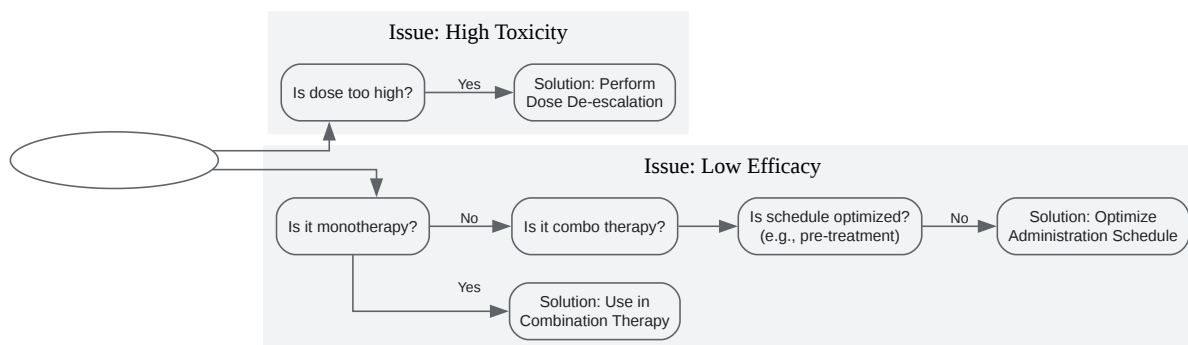 Issue: High Toxicity
Is dose too high?
Yes
Solution: Perform
Dose De-escalation
Issue: Low Efficacy
Is it monotherapy?
No
Is it combo therapy?
Is schedule optimized?
(e.g., pre-treatment)
No
Solution: Optimize
Administration Schedule
Yes
Solution: Use in
Combination Therapy